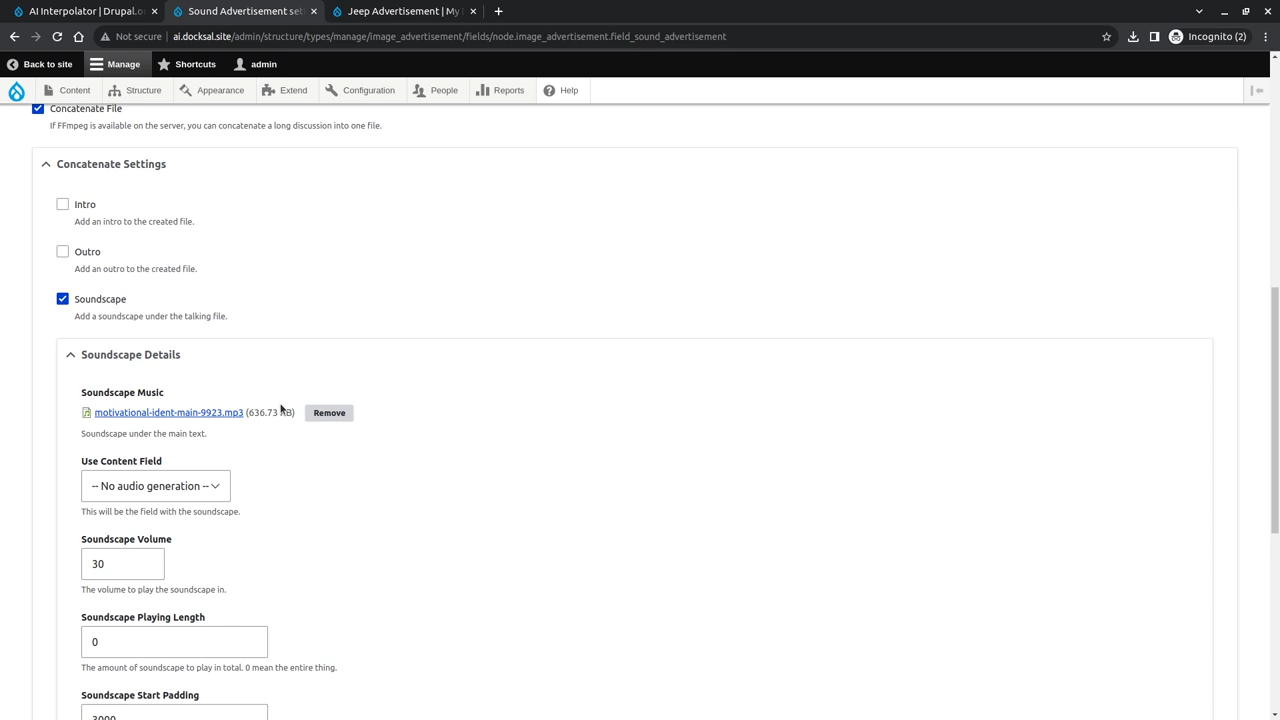 AI Interpolator / Drupal.o
Sound Advertisement set
Jeep Advertisement | My
Not secure
ai.docksal.site/admin/structure/types/manage/image_advertisement/fields/node.image_advertisement.field_sound_advertisement
Incognito (2)
Back to site
Manage
Shortcuts
admin
Content
Structure
Appearance
Extend
Configuration
People
Reports
Help
Concatenate File
If FFmpeg is available on the server, you can concatenate a long discussion into one file.
Concatenate Settings
Intro
Add an intro to the created file.
Outro
Add an outro to the created file.
Soundscape
Add a soundscape under the talking file.
Soundscape Details
Soundscape Music
motivational-ident-main-9923.mp3 (636.73 KB)
Remove
Soundscape under the main text.
Use Content Field
-- No audio generation --
This will be the field with the soundscape.
Soundscape Volume
30
The volume to play the soundscape in.
Soundscape Playing Length
0
The amount of soundscape to play in total. 0 mean the entire thing.
Soundscape Start Padding
3000